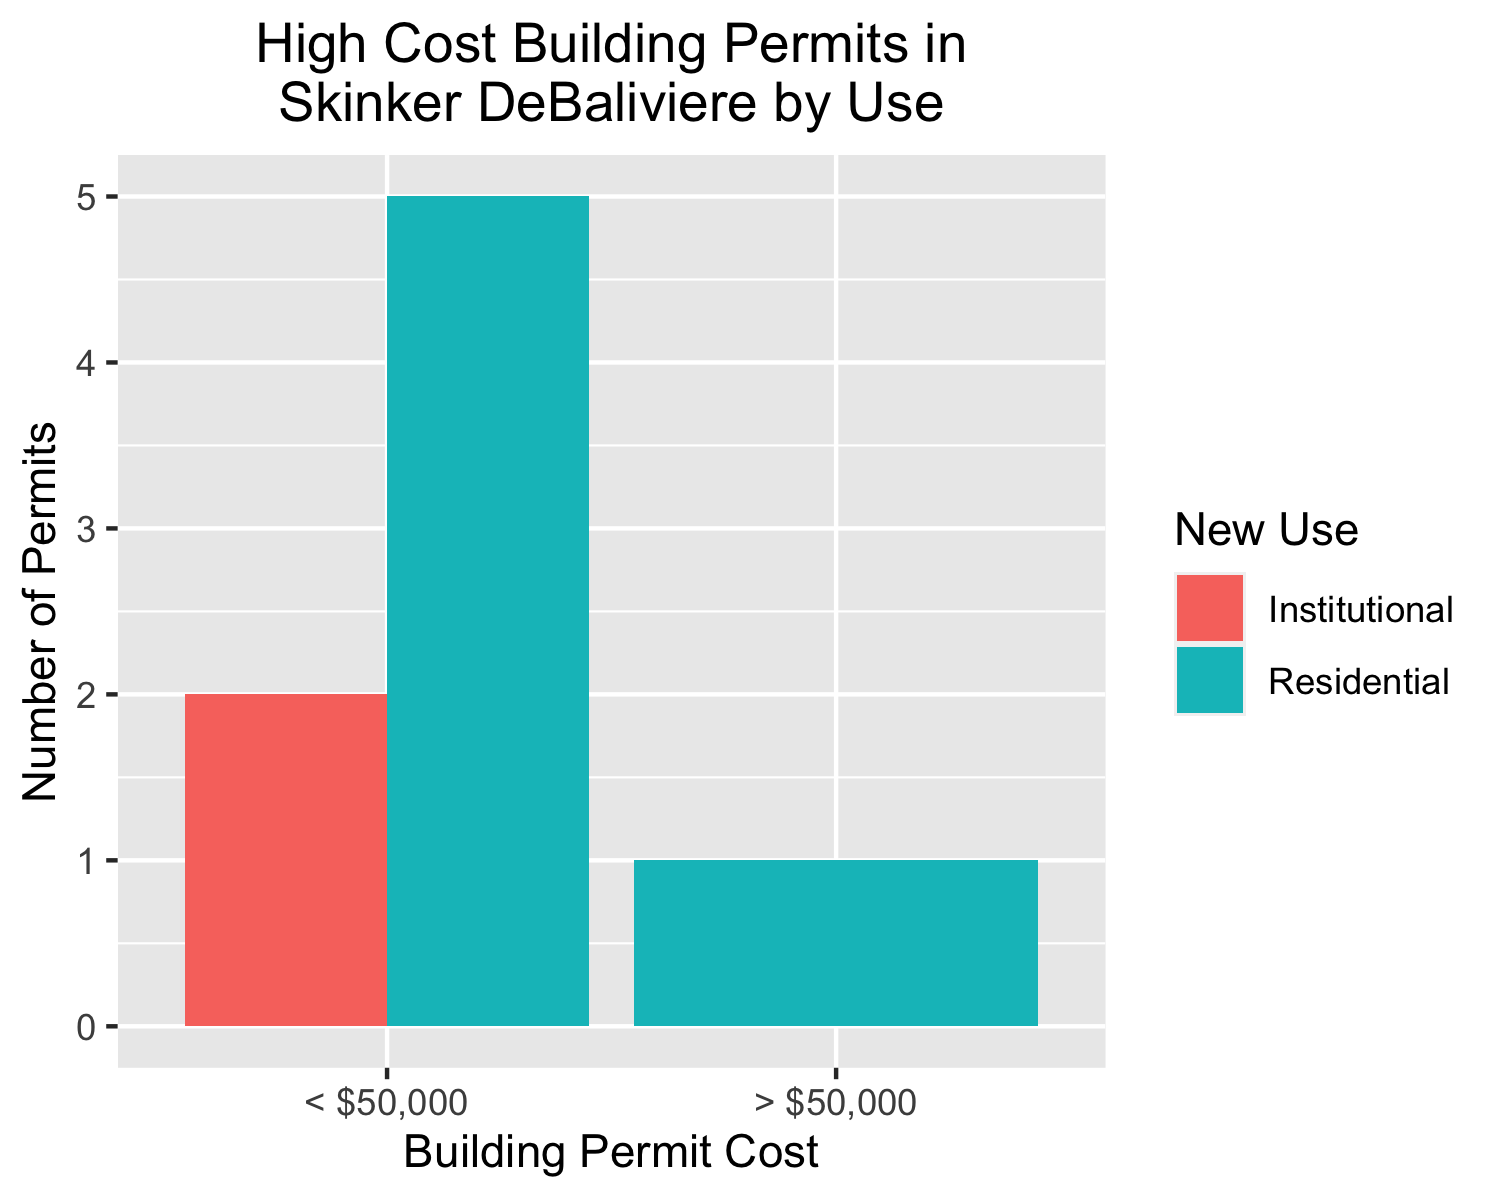 High Cost Building Permits in
Skinker DeBaliviere by Use
Number of Permits
5
4
3
2
1
0
< $50,000
> $50,000
Building Permit Cost
New Use
Institutional
Residential